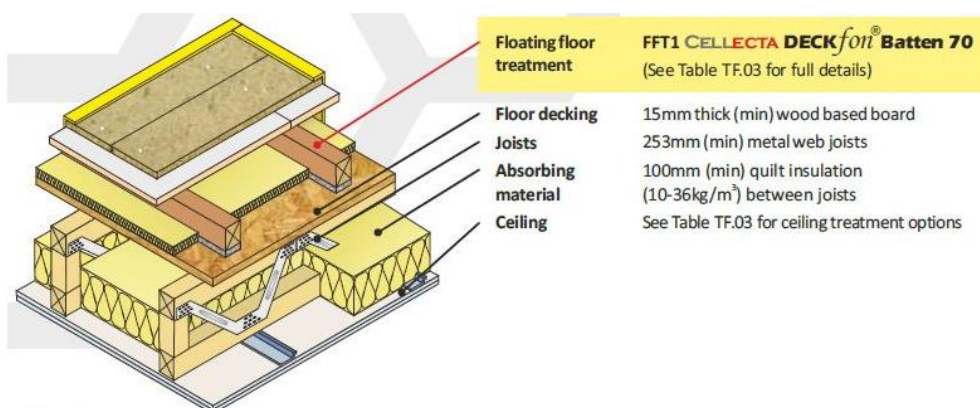 Floating floor treatment FFT1 CELLECTA DECKfon® Batten 70
(See Table TF.03 for full details)
Floor decking 15mm thick (min) wood based board
Joists 253mm (min) metal web joists
Absorbing material 100mm (min) quilt insulation
(10-36kg/m³) between joists
Ceiling See Table TF.03 for ceiling treatment options